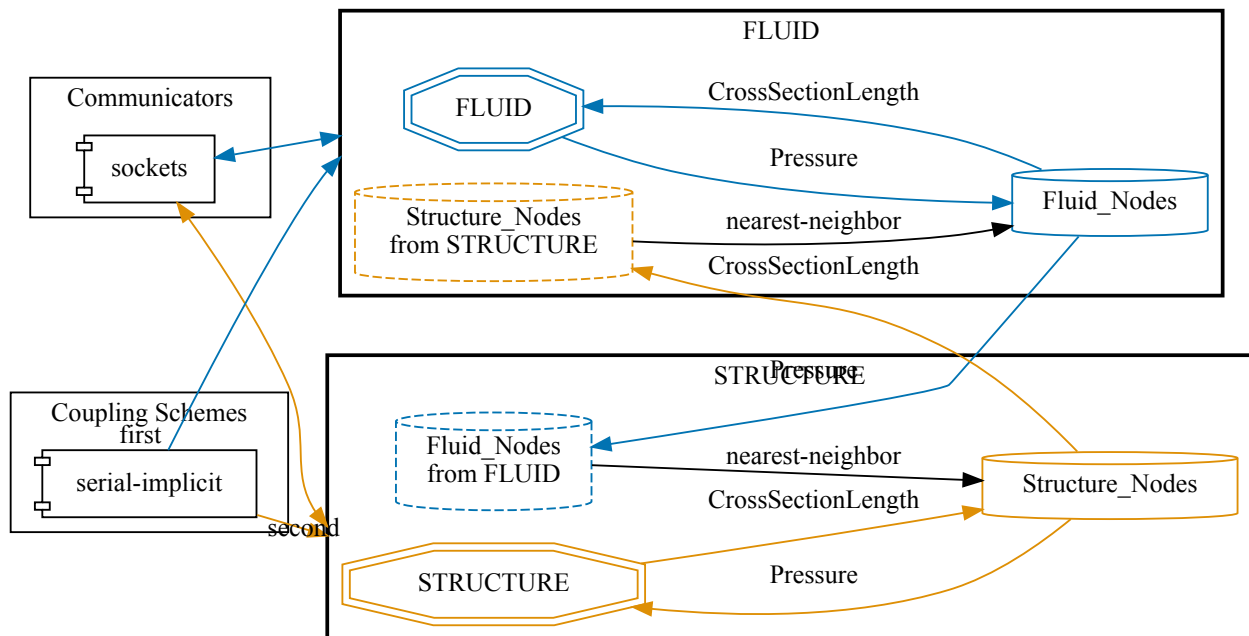 FLUID
Communicators
sockets
FLUID
CrossSectionLength
Pressure
Fluid_Nodes
Structure_Nodes
from STRUCTURE
nearest-neighbor
CrossSectionLength
Pressure
STRUCTURE
Coupling Schemes
first
serial-implicit
second
Fluid_Nodes
from FLUID
nearest-neighbor
CrossSectionLength
Structure_Nodes
STRUCTURE
Pressure